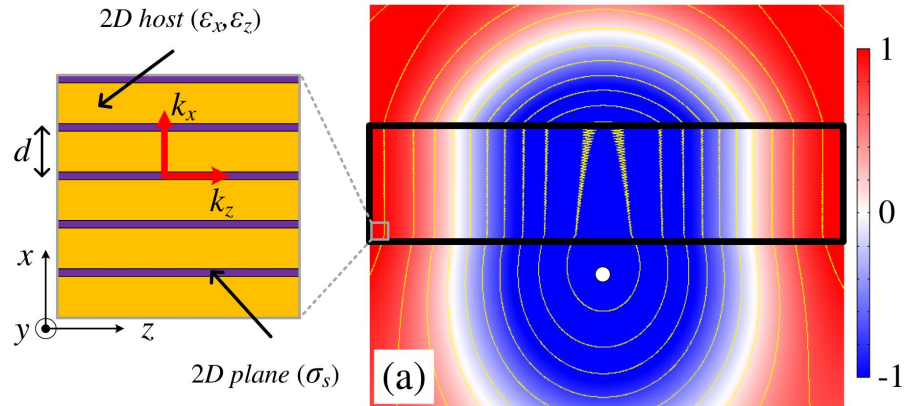 2D host (εx,εz)
kx
d
kz
x
y
z
2D plane (σs)
(a)
1
0
-1